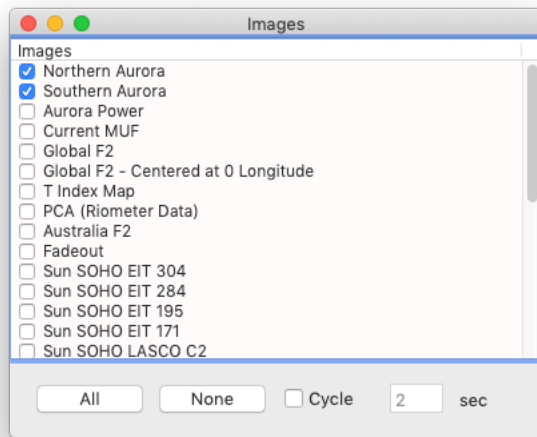 Images
Images
Northern Aurora
Southern Aurora
Aurora Power
Current MUF
Global F2
Global F2 - Centered at 0 Longitude
T Index Map
PCA (Riometer Data)
Australia F2
Fadeout
Sun SOHO EIT 304
Sun SOHO EIT 284
Sun SOHO EIT 195
Sun SOHO EIT 171
Sun SOHO LASCO C2
All None Cycle 2 sec